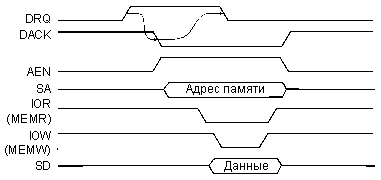 DRQ
DACK
AEN
SA Адрес памяти
IOR
(MEMR)
IOW
(MEMW)
SD Данные